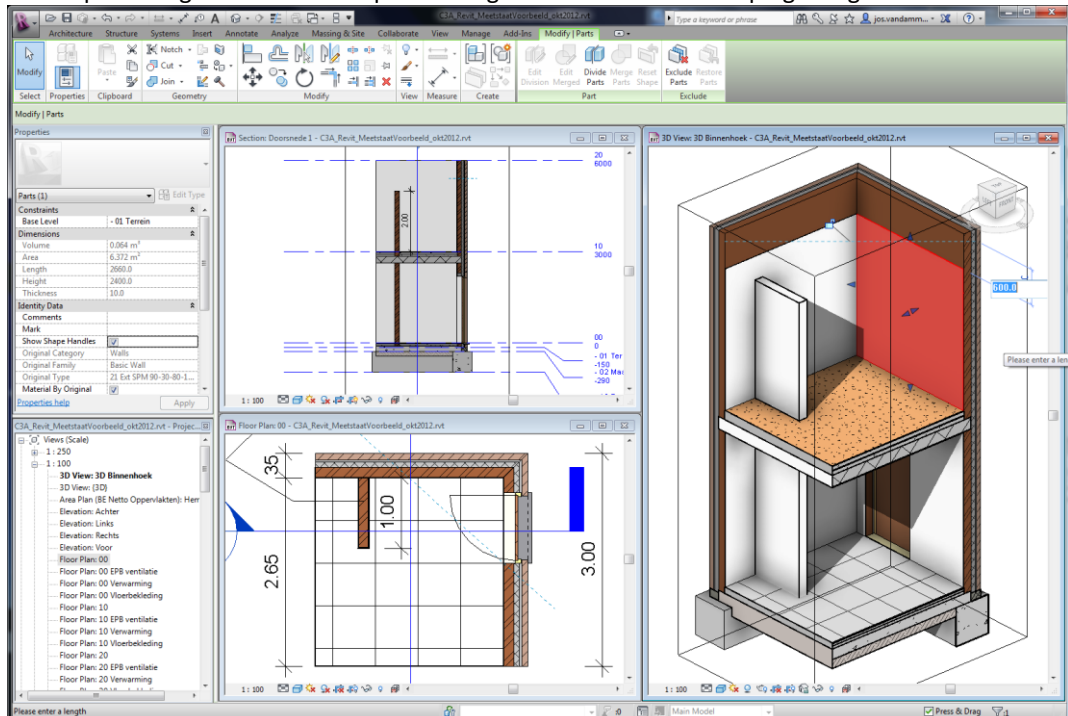 C3A_Revit_MeetstaatVoorbeeld_okt2012.rvt
Type a keyword or phrase
jos.vandamm...
Architecture Structure Systems Insert Annotate Analyze Massing & Site Collaborate View Manage Add-Ins Modify | Parts
Modify
Paste
Notch
Cut
Join
Edit Division
Edit Merged
Divide Parts
Merge Parts
Reset Shape
Exclude Parts
Restore Parts
Select Properties Clipboard Geometry Modify View Measure Create Part Exclude
Modify | Parts
Properties
Parts (1)
Edit Type
Constraints
Base Level - 01 Terrein
Dimensions
Volume 0.064 m³
Area 6.372 m²
Length 2660.0
Height 2400.0
Thickness 10.0
Identity Data
Comments
Mark
Show Shape Handles
Original Category Walls
Original Family Basic Wall
Original Type 21 Ext SPM 90-30-80-1...
Material By Original
Properties help
Apply
C3A_Revit_MeetstaatVoorbeeld_okt2012.rvt - Projec...
Views (Scale)
1 : 250
1 : 100
3D View: 3D Binnenhoek
3D View: {3D}
Area Plan (BE Netto Oppervlakten): Herr
Elevation: Achter
Elevation: Links
Elevation: Rechts
Elevation: Voor
Floor Plan: 00
Floor Plan: 00 EPB ventilatie
Floor Plan: 00 Verwarming
Floor Plan: 00 Vloerbekleding
Floor Plan: 10
Floor Plan: 10 EPB ventilatie
Floor Plan: 10 Verwarming
Floor Plan: 10 Vloerbekleding
Floor Plan: 20
Floor Plan: 20 EPB ventilatie
Floor Plan: 20 Verwarming
Section: Doorsnede 1 - C3A_Revit_MeetstaatVoorbeeld_okt2012.rvt
20
6000
2.00
10
3000
00
0
- 01 Ter
-150
- 02 Maa
-290
1 : 100
Floor Plan: 00 - C3A_Revit_MeetstaatVoorbeeld_okt2012.rvt
35
1.00
2.65
3.00
1 : 100
3D View: 3D Binnenhoek - C3A_Revit_MeetstaatVoorbeeld_okt2012.rvt
TOP
600.0
Please enter a len
1 : 100
Please enter a length
:0
Main Model
Press & Drag
:1